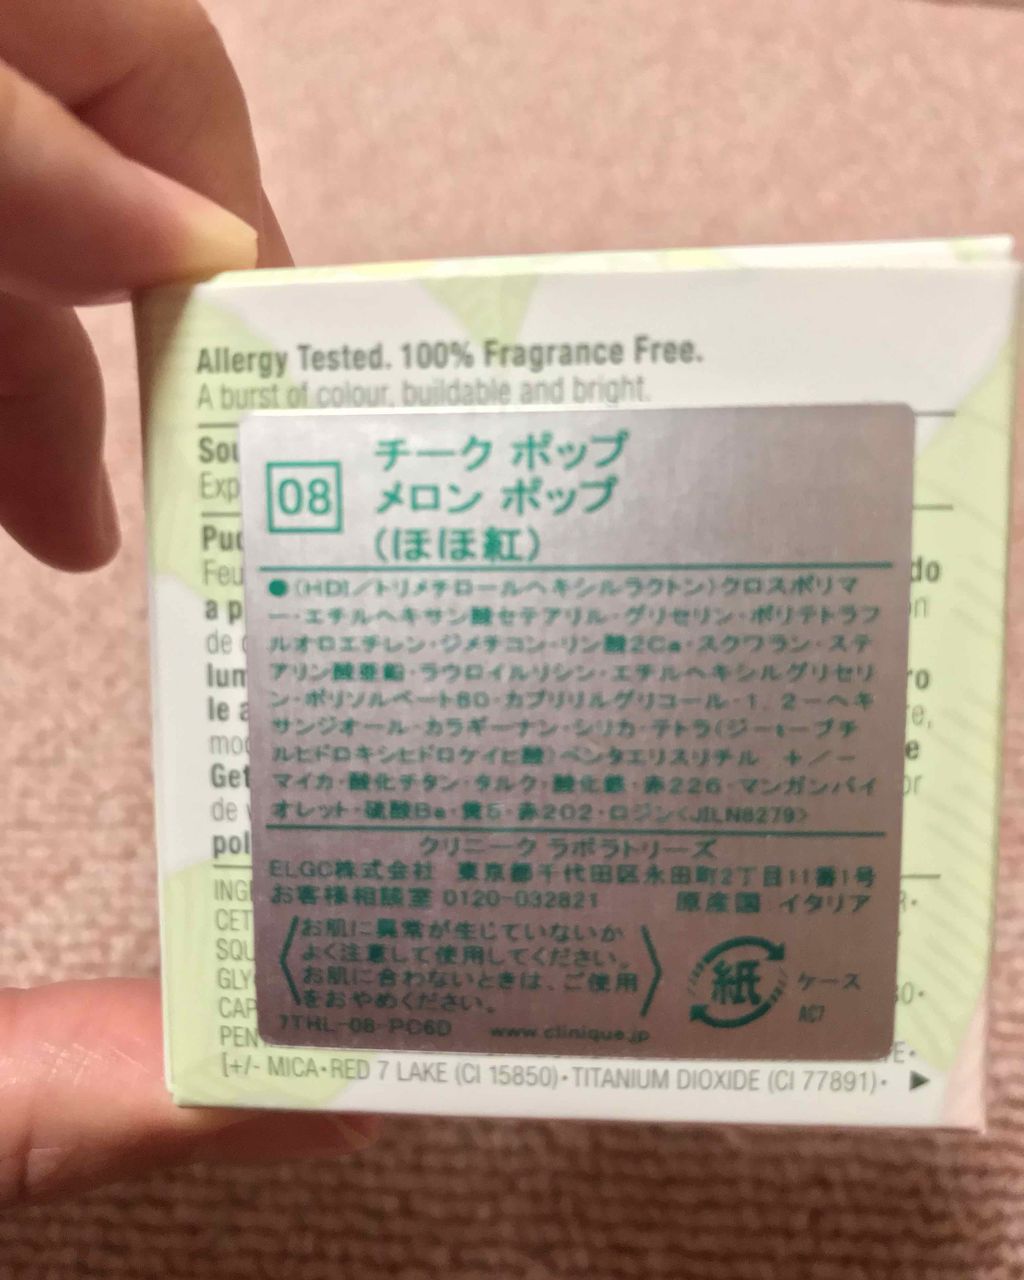 Allergy Tested. 100% Fragrance Free.
A burst of colour, buildable and bright.
08
チーク ポップ
メロン ポップ
(ほほ紅)
●(HDI/トリメチロールヘキシルラクトン)クロスポリマ
ー・エチルヘキサン酸セテアリル・グリセリン・ポリテトラフ
ルオロエチレン・ジメチコン・リン酸2Ca・スクワラン・ステ
アリン酸亜鉛・ラウロイルリシン・エチルヘキシルグリセリ
ン・ポリソルベート80・カプリリルグリコール・1,2-ヘキ
サンジオール・カラギーナン・シリカ・テトラ(ジ-t-ブチ
ルヒドロキシヒドロケイヒ酸)ペンタエリスリチル +/-
マイカ・酸化チタン・タルク・酸化鉄・赤226・マンガンバイ
オレット・硫酸Ba・黄5・赤202・ロジン<JILN8279>
クリニーク ラボラトリーズ
ELGC株式会社 東京都千代田区永田町2丁目11番1号
お客様相談室 0120-032821 原産国 イタリア
お肌に異常が生じていないか
よく注意して使用してください。
お肌に合わないときは、ご使用
をおやめください。
紙
ケース
7THL-08-PC6D www.clinique.jp
[+/- MICA•RED 7 LAKE (CI 15850)•TITANIUM DIOXIDE (CI 77891)• ▶